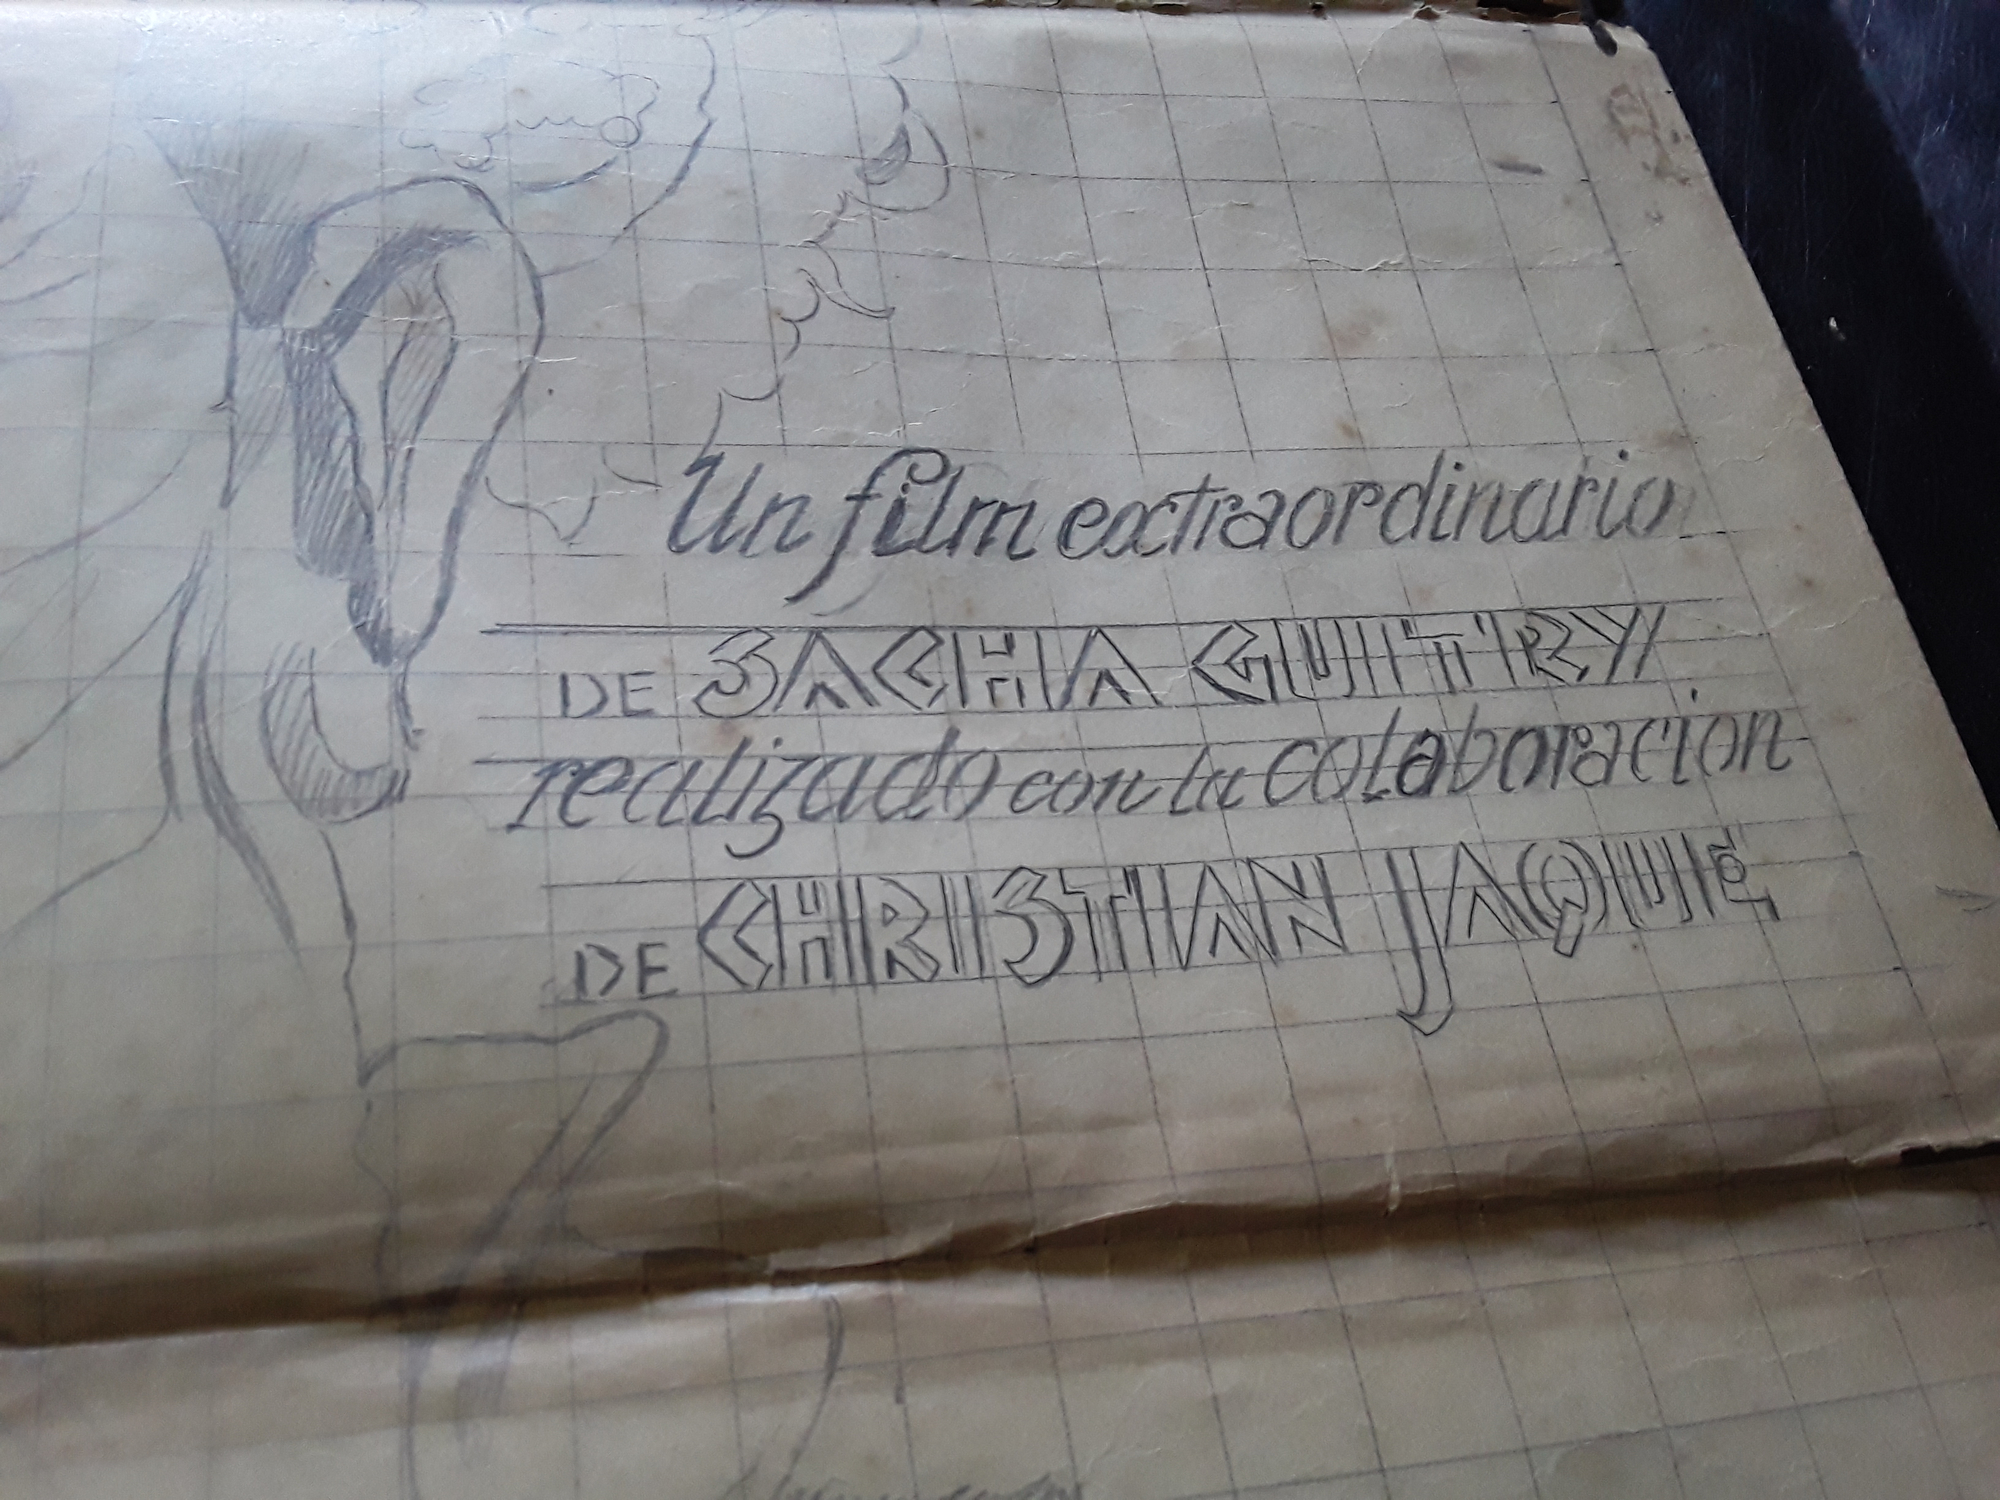 Un film extraordinario
DE SACHA GUITRY
realizado con la colaboracion
DE CHRISTIAN JAQUE